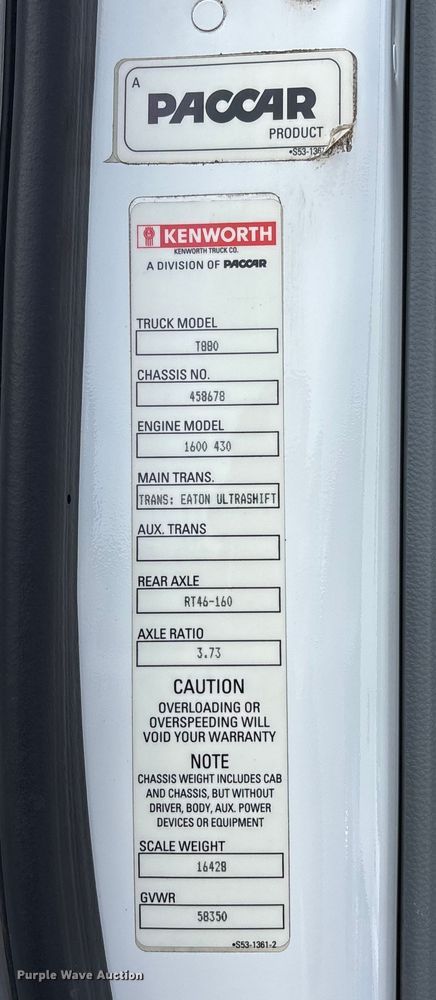 A
PACCAR
PRODUCT
KENWORTH
KENWORTH TRUCK CO.
A DIVISION OF PACCAR
TRUCK MODEL
T880
CHASSIS NO.
458678
ENGINE MODEL
1600 430
MAIN TRANS.
TRANS: EATON ULTRASHIFT
AUX. TRANS
REAR AXLE
RT46-160
AXLE RATIO
3.73
CAUTION
OVERLOADING OR
OVERSPEEDING WILL
VOID YOUR WARRANTY
NOTE
CHASSIS WEIGHT INCLUDES CAB
AND CHASSIS, BUT WITHOUT
DRIVER, BODY, AUX. POWER
DEVICES OR EQUIPMENT
SCALE WEIGHT
16428
GVWR
58350
•S53-1361-2
Purple Wave Auction